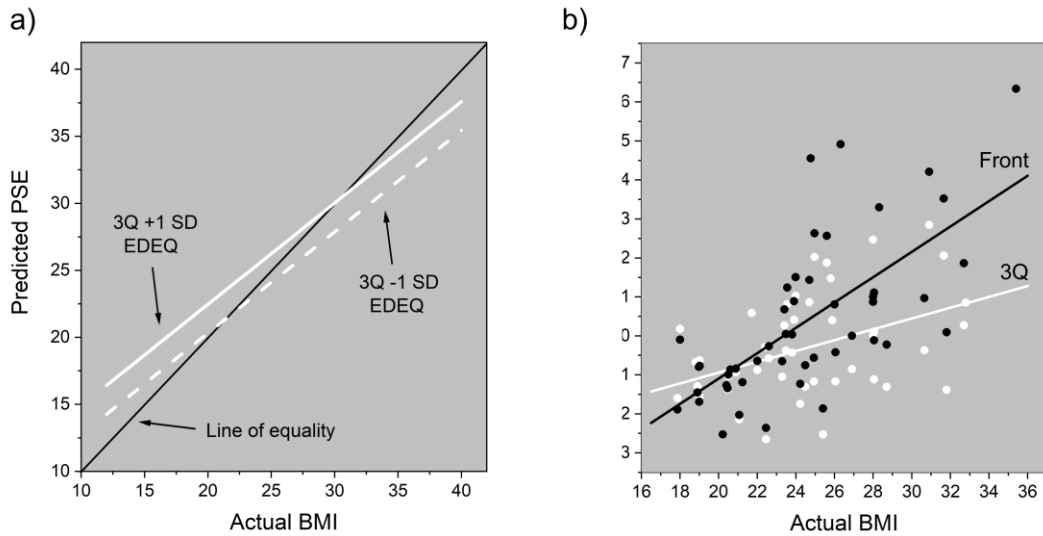 a)
40
35
30
25
20
15
10
Predicted PSE
3Q +1 SD
EDEQ
3Q -1 SD
EDEQ
Line of equality
10 15 20 25 30 35 40
Actual BMI
b)
7
6
5
4
3
2
1
0
1
2
3
Front
3Q
16 18 20 22 24 26 28 30 32 34 36
Actual BMI